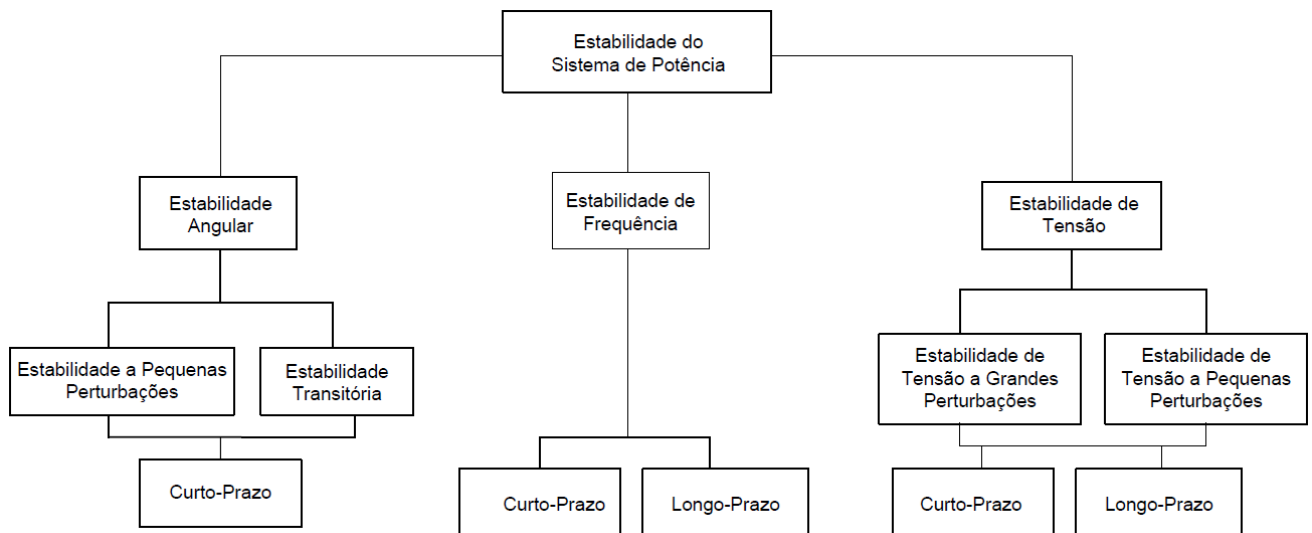 Estabilidade do
Sistema de Potência
Estabilidade
Angular
Estabilidade de
Frequência
Estabilidade de
Tensão
Estabilidade a Pequenas
Perturbações
Estabilidade
Transitória
Estabilidade de
Tensão a Grandes
Perturbações
Estabilidade de
Tensão a Pequenas
Perturbações
Curto-Prazo
Curto-Prazo
Longo-Prazo
Curto-Prazo
Longo-Prazo